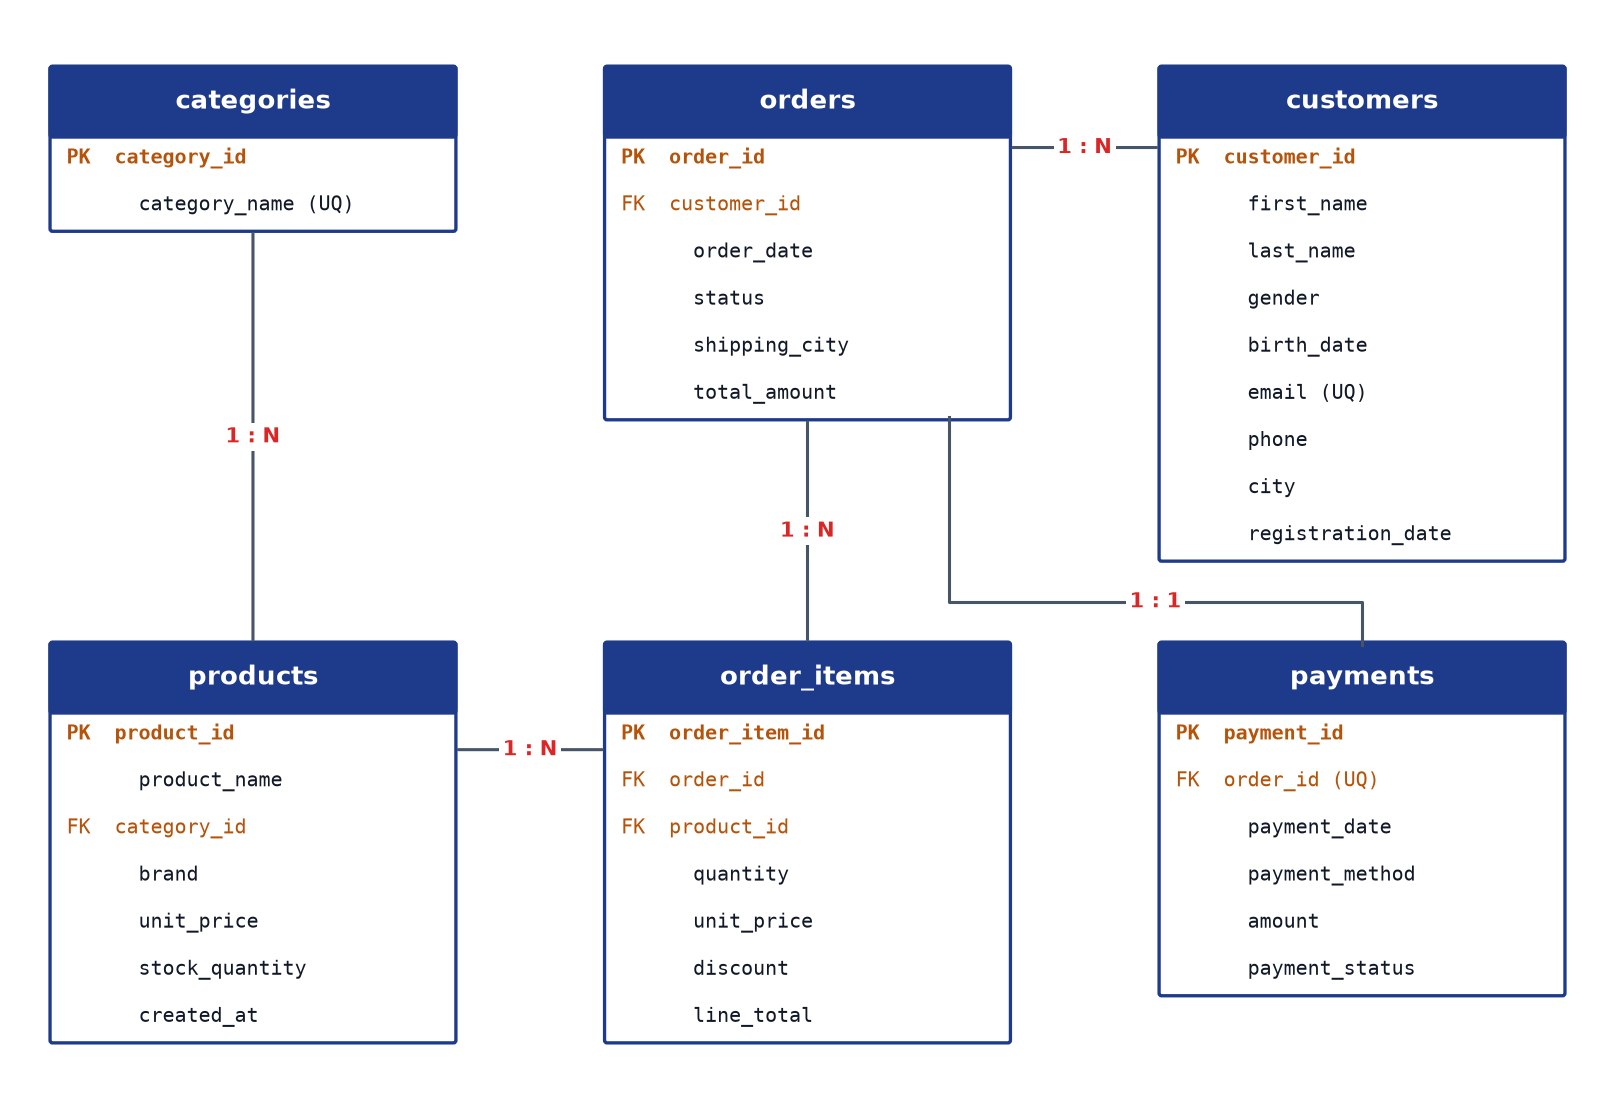 categories
PK category_id
category_name (UQ)
orders
PK order_id
FK customer_id
order_date
status
shipping_city
total_amount
1 : N
customers
PK customer_id
first_name
last_name
gender
birth_date
email (UQ)
phone
city
registration_date
1 : N
1 : N
1 : 1
products
PK product_id
product_name
FK category_id
brand
unit_price
stock_quantity
created_at
1 : N
order_items
PK order_item_id
FK order_id
FK product_id
quantity
unit_price
discount
line_total
payments
PK payment_id
FK order_id (UQ)
payment_date
payment_method
amount
payment_status